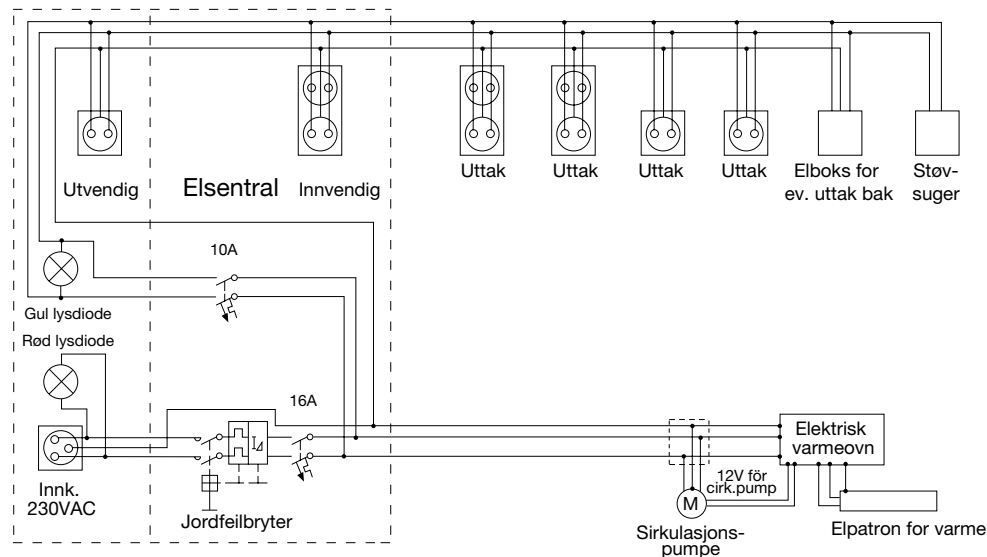 Utvendig
Elsentral
Innvendig
Uttak
Uttak
Uttak
Uttak
Elboks for
ev. uttak bak
Støv-
suger
10A
Gul lysdiode
Rød lysdiode
16A
I⊿
Innk.
230VAC
Jordfeilbryter
12V för
cirk.pump
M
Sirkulasjons-
pumpe
Elektrisk
varmeovn
Elpatron for varme